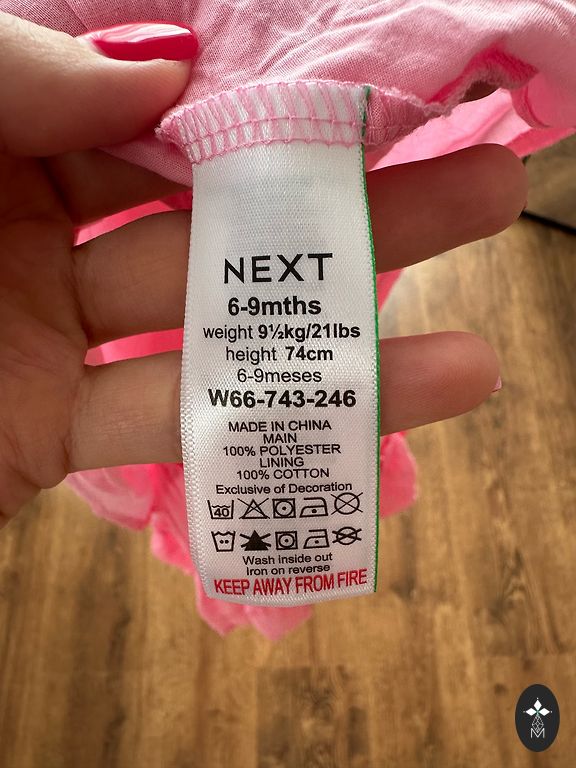 NEXT
6-9mths
weight 9½kg/21lbs
height 74cm
6-9meses
W66-743-246
MADE IN CHINA
MAIN
100% POLYESTER
LINING
100% COTTON
Exclusive of Decoration
40
Wash inside out
Iron on reverse
KEEP AWAY FROM FIRE
M